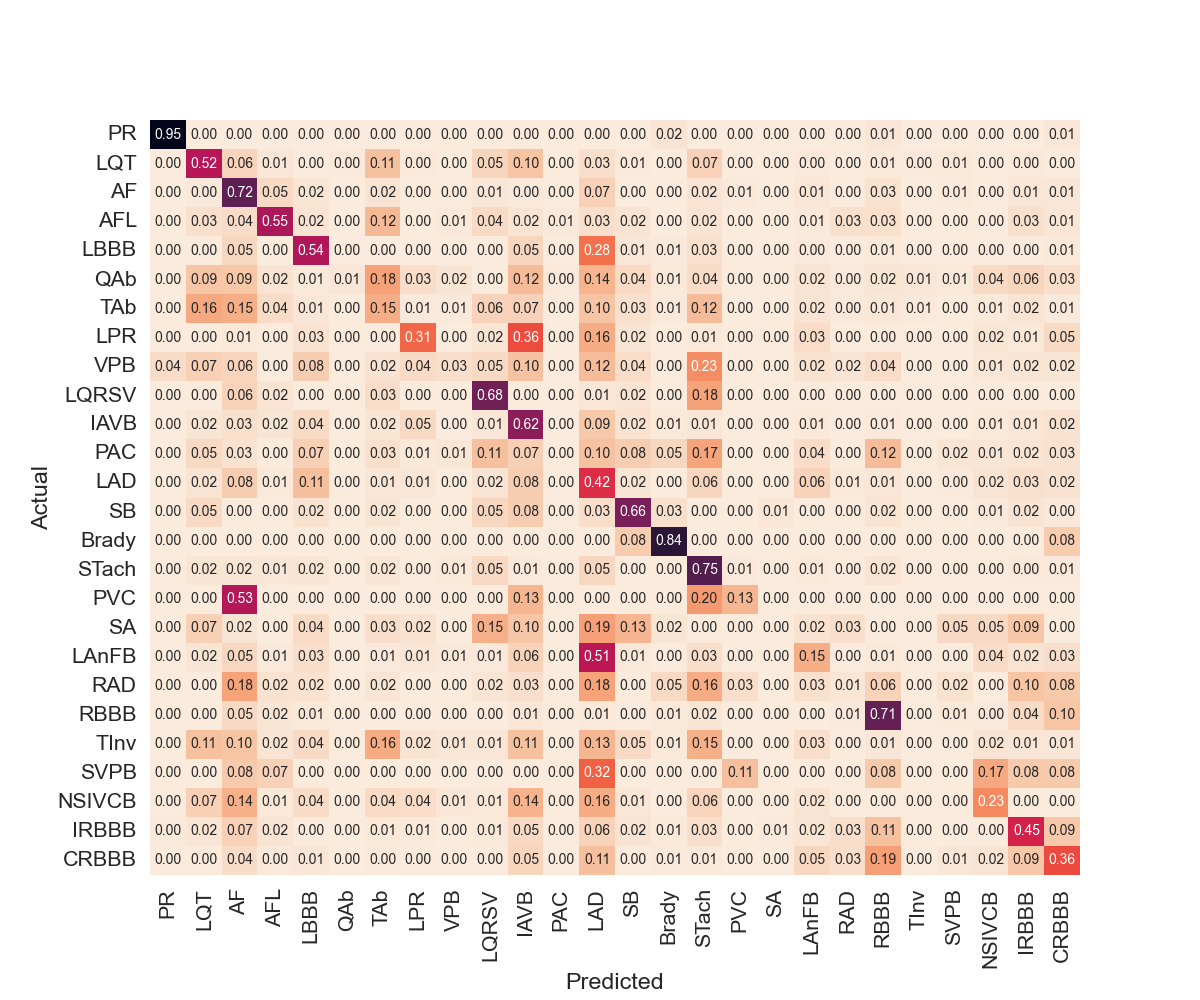 PR 0.95 0.00 0.00 0.00 0.00 0.00 0.00 0.00 0.00 0.00 0.00 0.00 0.00 0.00 0.02 0.00 0.00 0.00 0.00 0.00 0.01 0.00 0.00 0.00 0.00 0.01
LQT 0.00 0.52 0.06 0.01 0.00 0.00 0.11 0.00 0.00 0.05 0.10 0.00 0.03 0.01 0.00 0.07 0.00 0.00 0.00 0.00 0.01 0.00 0.01 0.00 0.00 0.00
AF 0.00 0.00 0.72 0.05 0.02 0.00 0.02 0.00 0.00 0.01 0.00 0.00 0.07 0.00 0.00 0.02 0.01 0.00 0.01 0.00 0.03 0.00 0.01 0.00 0.01 0.01
AFL 0.00 0.03 0.04 0.55 0.02 0.00 0.12 0.00 0.01 0.04 0.02 0.01 0.03 0.02 0.00 0.02 0.00 0.00 0.01 0.03 0.03 0.00 0.00 0.00 0.03 0.01
LBBB 0.00 0.00 0.05 0.00 0.54 0.00 0.00 0.00 0.00 0.00 0.05 0.00 0.28 0.01 0.01 0.03 0.00 0.00 0.00 0.00 0.01 0.00 0.00 0.00 0.00 0.01
QAb 0.00 0.09 0.09 0.02 0.01 0.01 0.18 0.03 0.02 0.00 0.12 0.00 0.14 0.04 0.01 0.04 0.00 0.00 0.02 0.00 0.02 0.01 0.01 0.04 0.06 0.03
TAb 0.00 0.16 0.15 0.04 0.01 0.00 0.15 0.01 0.01 0.06 0.07 0.00 0.10 0.03 0.01 0.12 0.00 0.00 0.02 0.00 0.01 0.01 0.00 0.01 0.02 0.01
LPR 0.00 0.00 0.01 0.00 0.03 0.00 0.00 0.31 0.00 0.02 0.36 0.00 0.16 0.02 0.00 0.01 0.00 0.00 0.03 0.00 0.00 0.00 0.00 0.02 0.01 0.05
VPB 0.04 0.07 0.06 0.00 0.08 0.00 0.02 0.04 0.03 0.05 0.10 0.00 0.12 0.04 0.00 0.23 0.00 0.00 0.02 0.02 0.04 0.00 0.00 0.01 0.02 0.02
LQRSV 0.00 0.00 0.06 0.02 0.00 0.00 0.03 0.00 0.00 0.68 0.00 0.00 0.01 0.02 0.00 0.18 0.00 0.00 0.00 0.00 0.00 0.00 0.00 0.00 0.00 0.00
IAVB 0.00 0.02 0.03 0.02 0.04 0.00 0.02 0.05 0.00 0.01 0.62 0.00 0.09 0.02 0.01 0.01 0.00 0.00 0.01 0.00 0.01 0.00 0.00 0.01 0.01 0.02
PAC 0.00 0.05 0.03 0.00 0.07 0.00 0.03 0.01 0.01 0.11 0.07 0.00 0.10 0.08 0.05 0.17 0.00 0.00 0.04 0.00 0.12 0.00 0.02 0.01 0.02 0.03
LAD 0.00 0.02 0.08 0.01 0.11 0.00 0.01 0.01 0.00 0.02 0.08 0.00 0.42 0.02 0.00 0.06 0.00 0.00 0.06 0.01 0.01 0.00 0.00 0.02 0.03 0.02
SB 0.00 0.05 0.00 0.00 0.02 0.00 0.02 0.00 0.00 0.05 0.08 0.00 0.03 0.66 0.03 0.00 0.00 0.01 0.00 0.00 0.02 0.00 0.00 0.01 0.02 0.00
Brady 0.00 0.00 0.00 0.00 0.00 0.00 0.00 0.00 0.00 0.00 0.00 0.00 0.00 0.08 0.84 0.00 0.00 0.00 0.00 0.00 0.00 0.00 0.00 0.00 0.00 0.08
STach 0.00 0.02 0.02 0.01 0.02 0.00 0.02 0.00 0.01 0.05 0.01 0.00 0.05 0.00 0.00 0.75 0.01 0.00 0.01 0.00 0.02 0.00 0.00 0.00 0.00 0.01
PVC 0.00 0.00 0.53 0.00 0.00 0.00 0.00 0.00 0.00 0.00 0.13 0.00 0.00 0.00 0.00 0.20 0.13 0.00 0.00 0.00 0.00 0.00 0.00 0.00 0.00 0.00
SA 0.00 0.07 0.02 0.00 0.04 0.00 0.03 0.02 0.00 0.15 0.10 0.00 0.19 0.13 0.02 0.00 0.00 0.00 0.02 0.03 0.00 0.00 0.05 0.05 0.09 0.00
LAnFB 0.00 0.02 0.05 0.01 0.03 0.00 0.01 0.01 0.01 0.01 0.06 0.00 0.51 0.01 0.00 0.03 0.00 0.00 0.15 0.00 0.01 0.00 0.00 0.04 0.02 0.03
RAD 0.00 0.00 0.18 0.02 0.02 0.00 0.02 0.00 0.00 0.02 0.03 0.00 0.18 0.00 0.05 0.16 0.03 0.00 0.03 0.01 0.06 0.00 0.02 0.00 0.10 0.08
RBBB 0.00 0.00 0.05 0.02 0.01 0.00 0.00 0.00 0.00 0.00 0.01 0.00 0.01 0.00 0.01 0.02 0.00 0.00 0.00 0.01 0.71 0.00 0.01 0.00 0.04 0.10
TInv 0.00 0.11 0.10 0.02 0.04 0.00 0.16 0.02 0.01 0.01 0.11 0.00 0.13 0.05 0.01 0.15 0.00 0.00 0.03 0.00 0.01 0.00 0.00 0.02 0.01 0.01
SVPB 0.00 0.00 0.08 0.07 0.00 0.00 0.00 0.00 0.00 0.00 0.00 0.00 0.32 0.00 0.00 0.00 0.11 0.00 0.00 0.00 0.08 0.00 0.00 0.17 0.08 0.08
NSIVCB 0.00 0.07 0.14 0.01 0.04 0.00 0.04 0.04 0.01 0.01 0.14 0.00 0.16 0.01 0.00 0.06 0.00 0.00 0.02 0.00 0.00 0.00 0.00 0.23 0.00 0.00
IRBBB 0.00 0.02 0.07 0.02 0.00 0.00 0.01 0.01 0.00 0.01 0.05 0.00 0.06 0.02 0.01 0.03 0.00 0.01 0.02 0.03 0.11 0.00 0.00 0.00 0.45 0.09
CRBBB 0.00 0.00 0.04 0.00 0.01 0.00 0.00 0.00 0.00 0.00 0.05 0.00 0.11 0.00 0.01 0.01 0.00 0.00 0.05 0.03 0.19 0.00 0.01 0.02 0.09 0.36
Actual
PR LQT AF AFL LBBB QAb TAb LPR VPB LQRSV IAVB PAC LAD SB Brady STach PVC SA LAnFB RAD RBBB TInv SVPB NSIVCB IRBBB CRBBB
Predicted